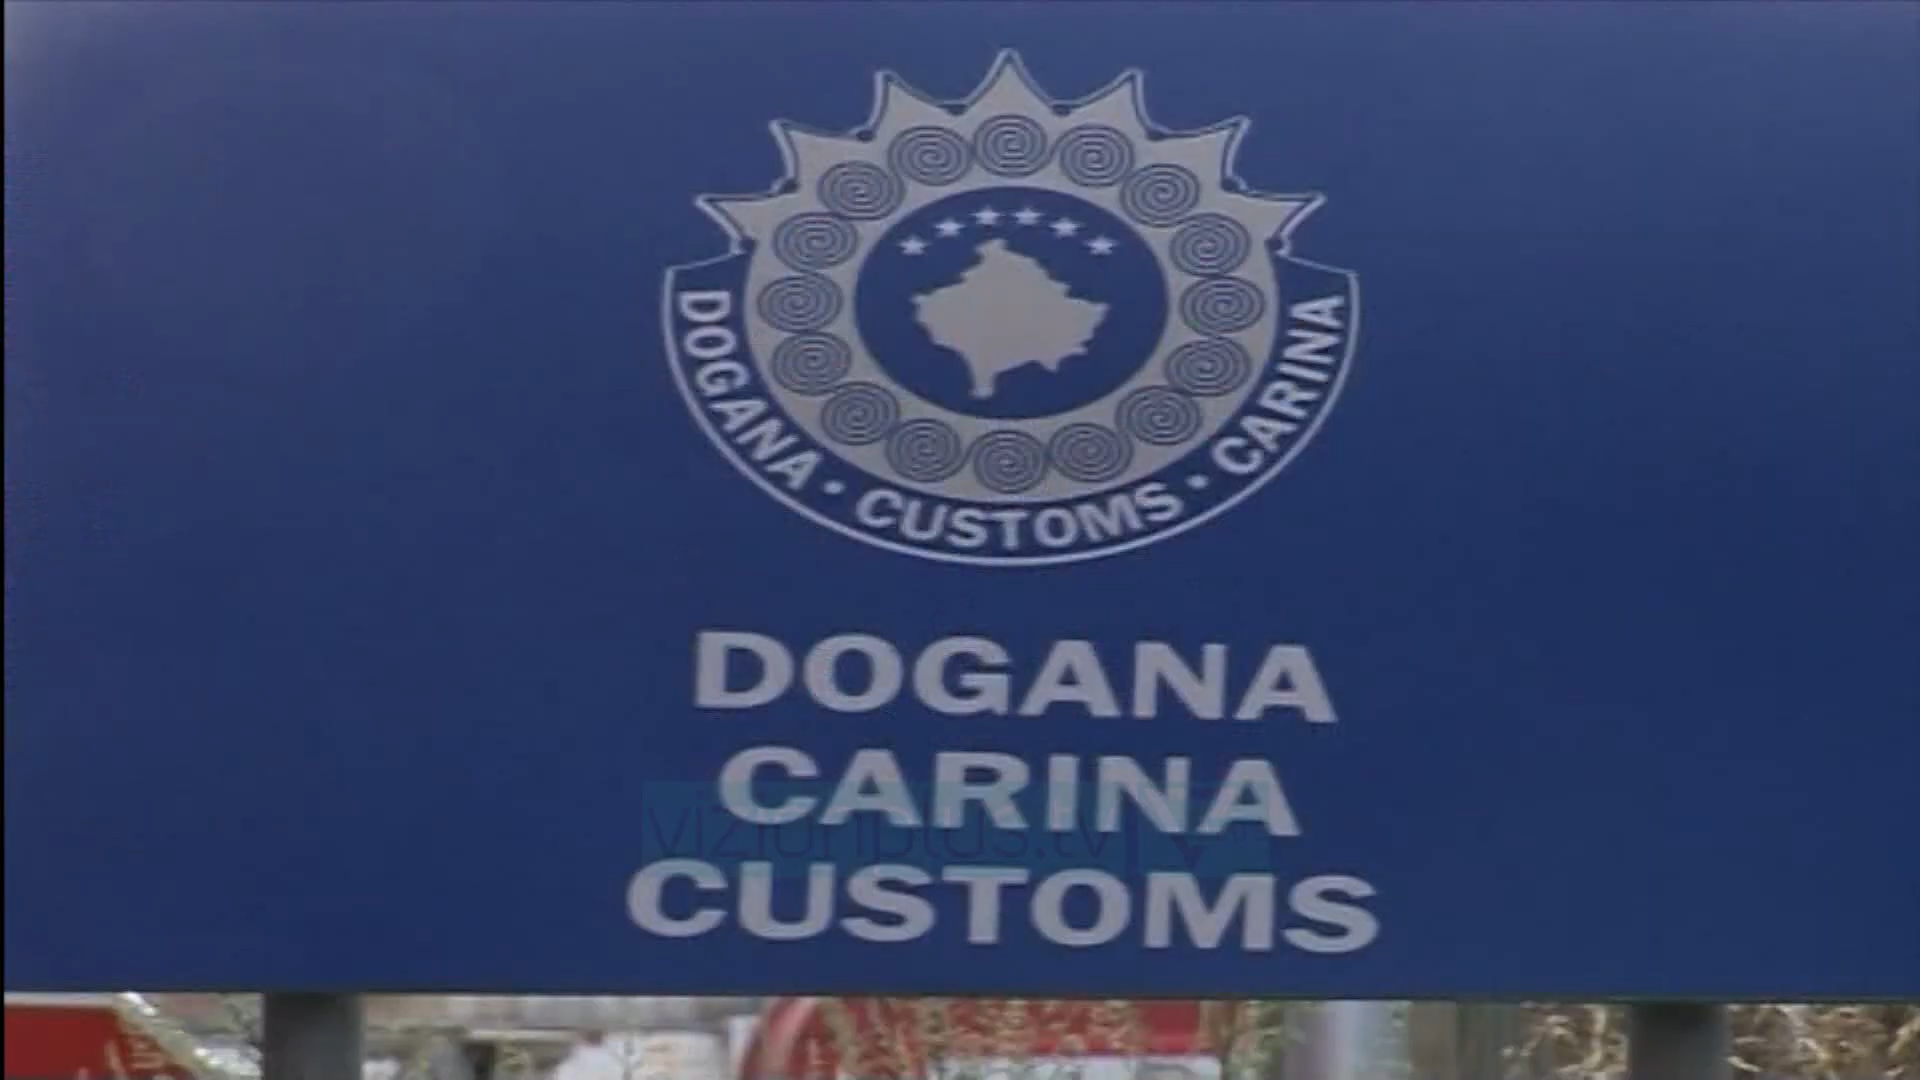 DOGANA • CUSTOMS • CARINA
DOGANA
CARINA
vizionplus.tv
CUSTOMS